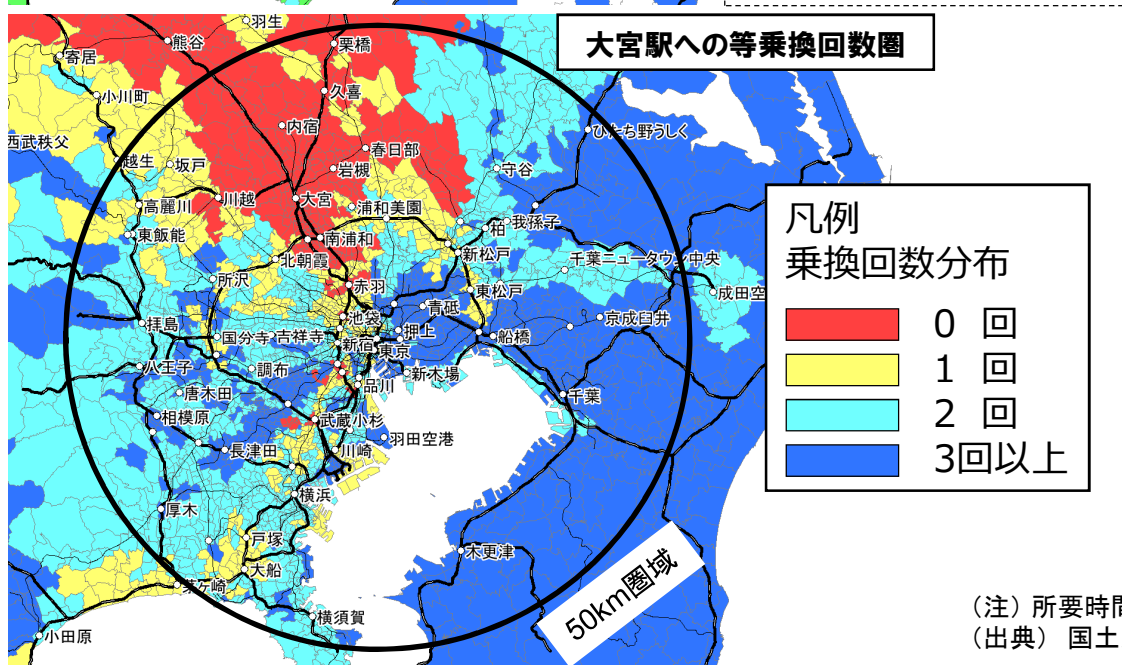 大宮駅への等乗換回数圏
羽生
熊谷
栗橋
寄居
久喜
小川町
内宿
ひたち野うしく
西武秩父
春日部
越生
坂戸
岩槻
守谷
川越
大宮
高麗川
浦和美園
柏
我孫子
東飯能
南浦和
新松戸
北朝霞
千葉ニュータウン中央
所沢
赤羽
東松戸
成田空
青砥
拝島
池袋
京成臼井
国分寺
吉祥寺
押上
船橋
新宿
東京
八王子
調布
新木場
品川
唐木田
千葉
相模原
武蔵小杉
羽田空港
長津田
川崎
横浜
厚木
戸塚
木更津
大船
茅ヶ崎
横須賀
小田原
50km圏域
凡例
乗換回数分布
0 回
1 回
2 回
3回以上
（注）所要時間
（出典） 国土